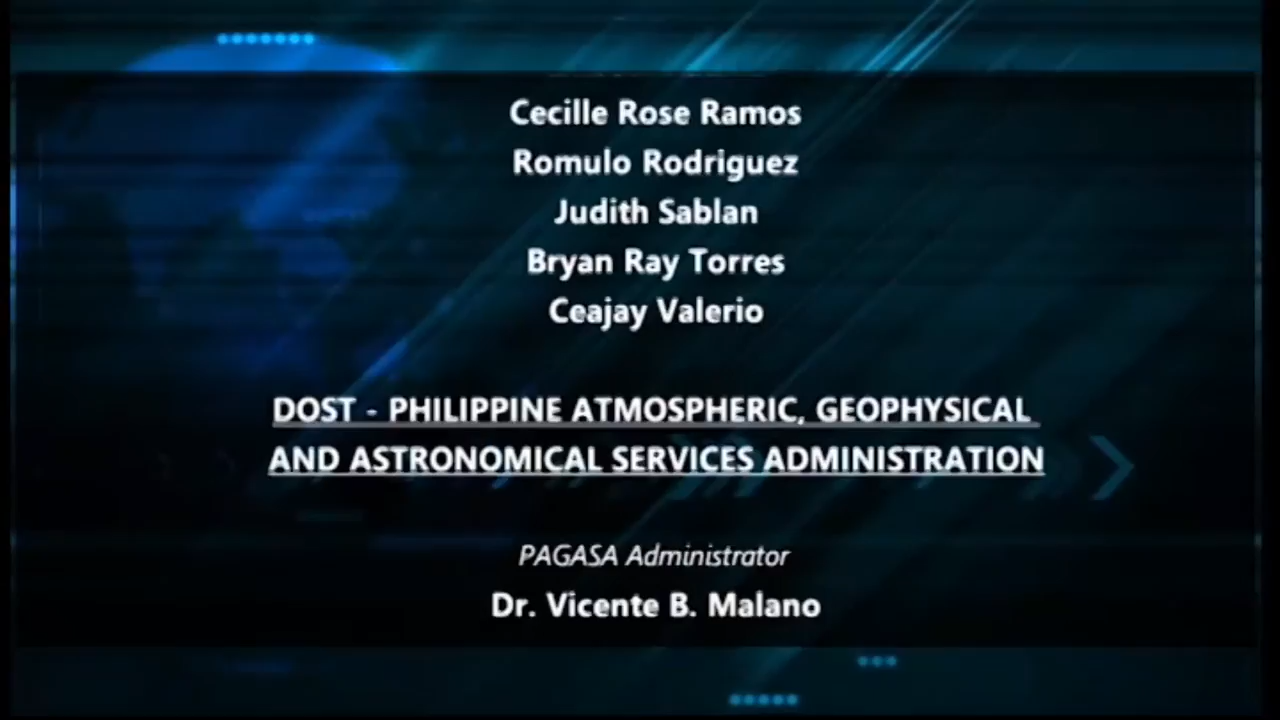 Cecille Rose Ramos
Romulo Rodriguez
Judith Sablan
Bryan Ray Torres
Ceajay Valerio
DOST - PHILIPPINE ATMOSPHERIC, GEOPHYSICAL
AND ASTRONOMICAL SERVICES ADMINISTRATION
PAGASA Administrator
Dr. Vicente B. Malano